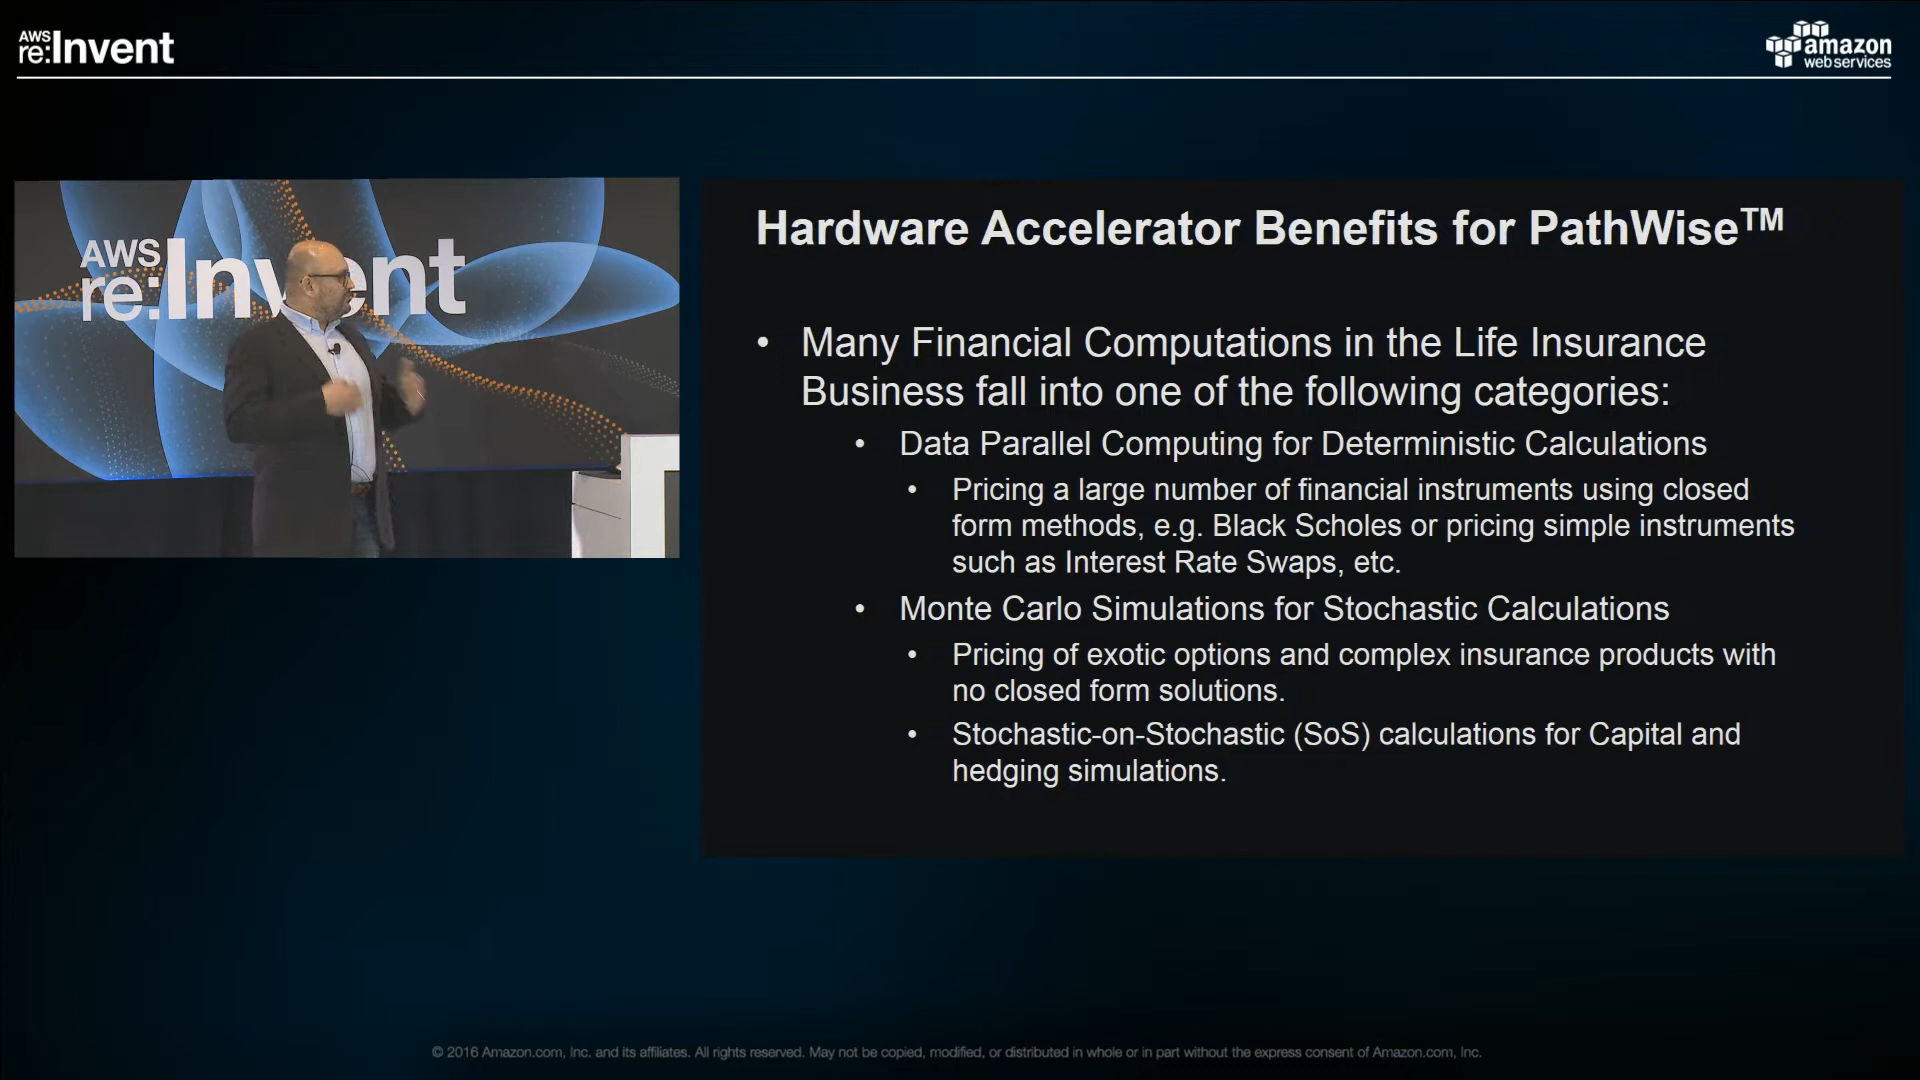 AWS
re:Invent
amazon
web services
AWS
re:Invent
Hardware Accelerator Benefits for PathWise™
• Many Financial Computations in the Life Insurance
Business fall into one of the following categories:
• Data Parallel Computing for Deterministic Calculations
• Pricing a large number of financial instruments using closed
form methods, e.g. Black Scholes or pricing simple instruments
such as Interest Rate Swaps, etc.
• Monte Carlo Simulations for Stochastic Calculations
• Pricing of exotic options and complex insurance products with
no closed form solutions.
• Stochastic-on-Stochastic (SoS) calculations for Capital and
hedging simulations.
© 2016 Amazon.com, Inc. and its affiliates. All rights reserved. May not be copied, modified, or distributed in whole or in part without the express consent of Amazon.com, Inc.